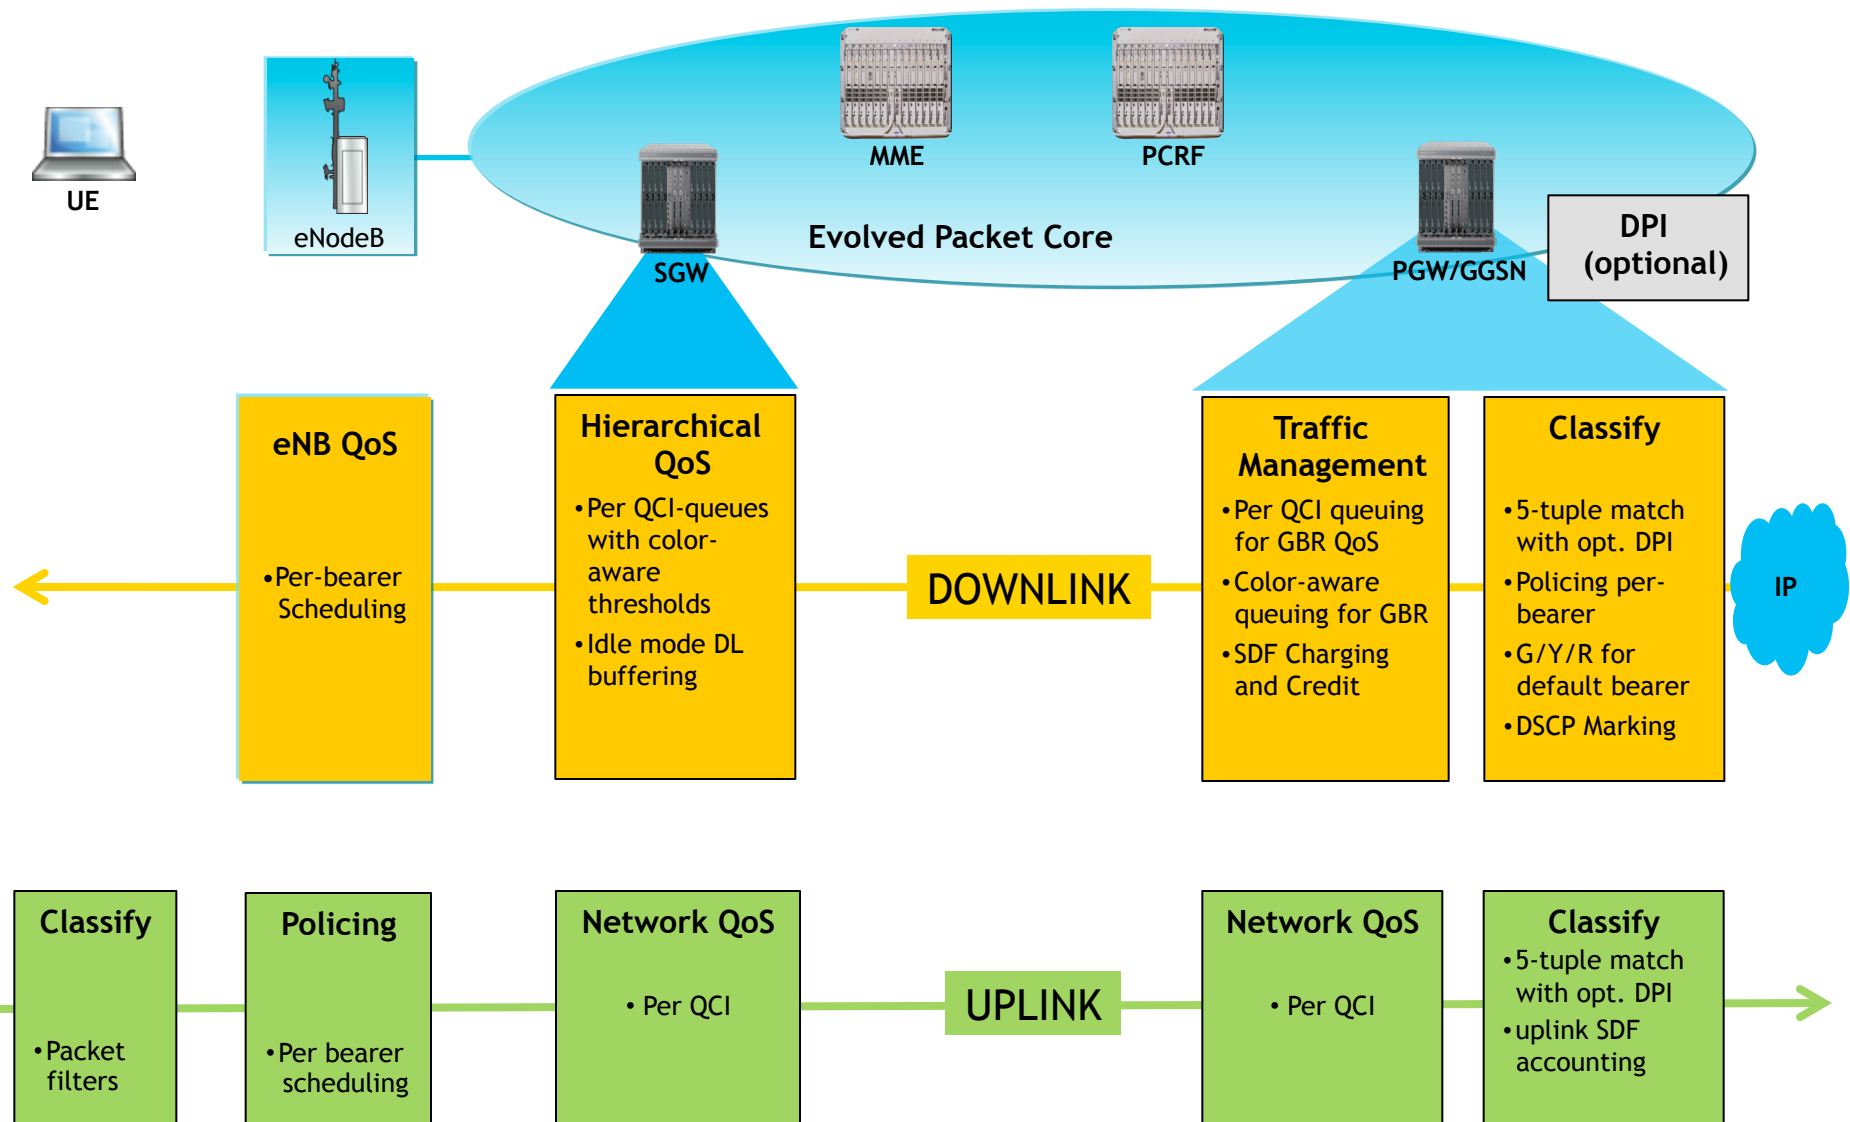 MME
PCRF
UE
eNodeB
Evolved Packet Core
SGW
PGW/GGSN
DPI
(optional)
eNB QoS
•Per-bearer
Scheduling
Hierarchical
QoS
•Per QCI-queues
with color-
aware
thresholds
•Idle mode DL
buffering
DOWNLINK
Traffic
Management
•Per QCI queuing
for GBR QoS
•Color-aware
queuing for GBR
•SDF Charging
and Credit
Classify
•5-tuple match
with opt. DPI
•Policing per-
bearer
•G/Y/R for
default bearer
•DSCP Marking
IP
Classify
•Packet
filters
Policing
•Per bearer
scheduling
Network QoS
• Per QCI
UPLINK
Network QoS
• Per QCI
Classify
•5-tuple match
with opt. DPI
•uplink SDF
accounting